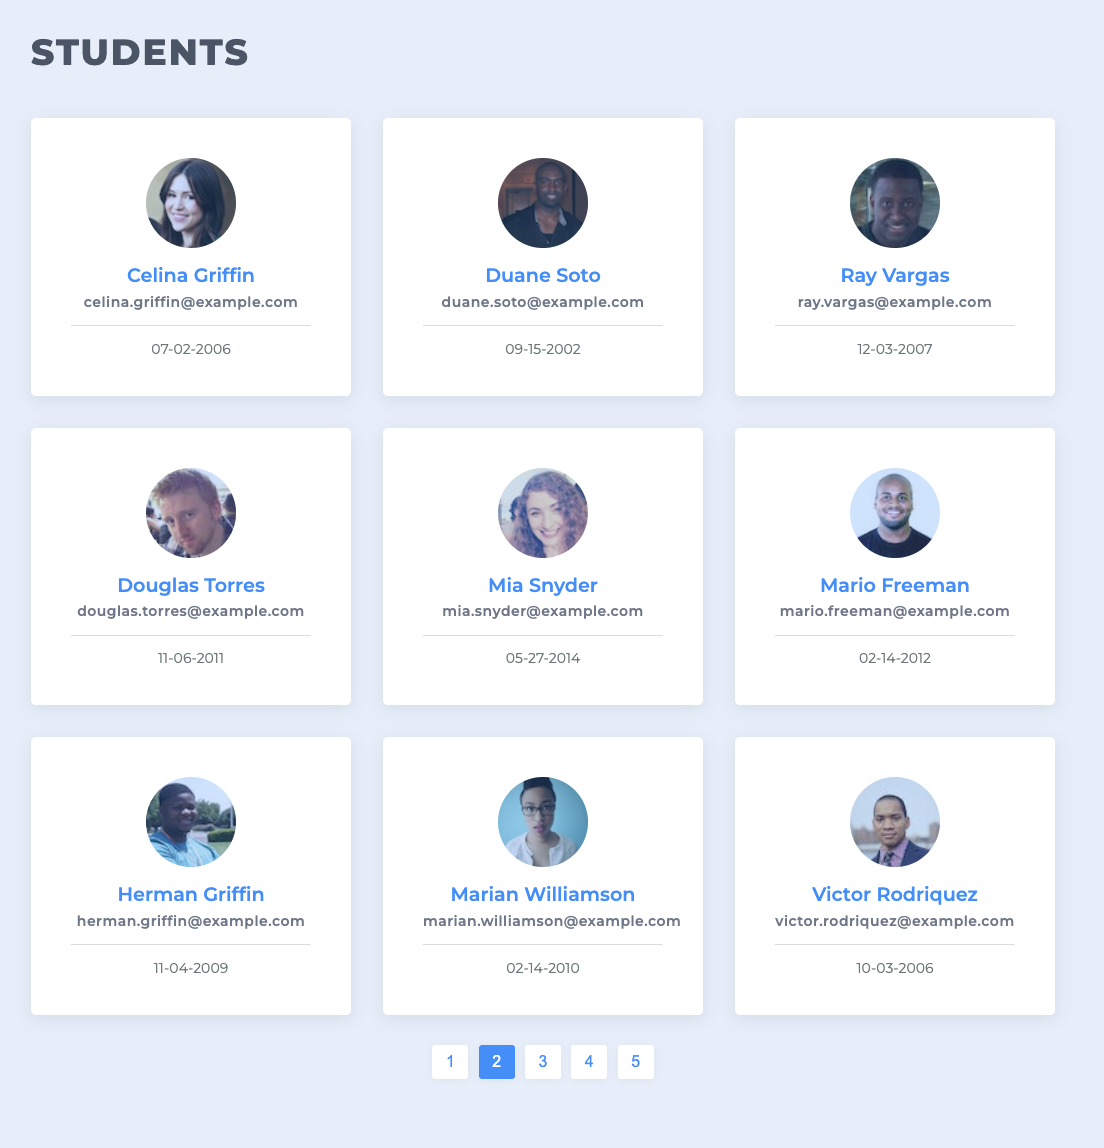 STUDENTS
Celina Griffin
celina.griffin@example.com
07-02-2006
Duane Soto
duane.soto@example.com
09-15-2002
Ray Vargas
ray.vargas@example.com
12-03-2007
Douglas Torres
douglas.torres@example.com
11-06-2011
Mia Snyder
mia.snyder@example.com
05-27-2014
Mario Freeman
mario.freeman@example.com
02-14-2012
Herman Griffin
herman.griffin@example.com
11-04-2009
Marian Williamson
marian.williamson@example.com
02-14-2010
Victor Rodriquez
victor.rodriquez@example.com
10-03-2006
1 2 3 4 5